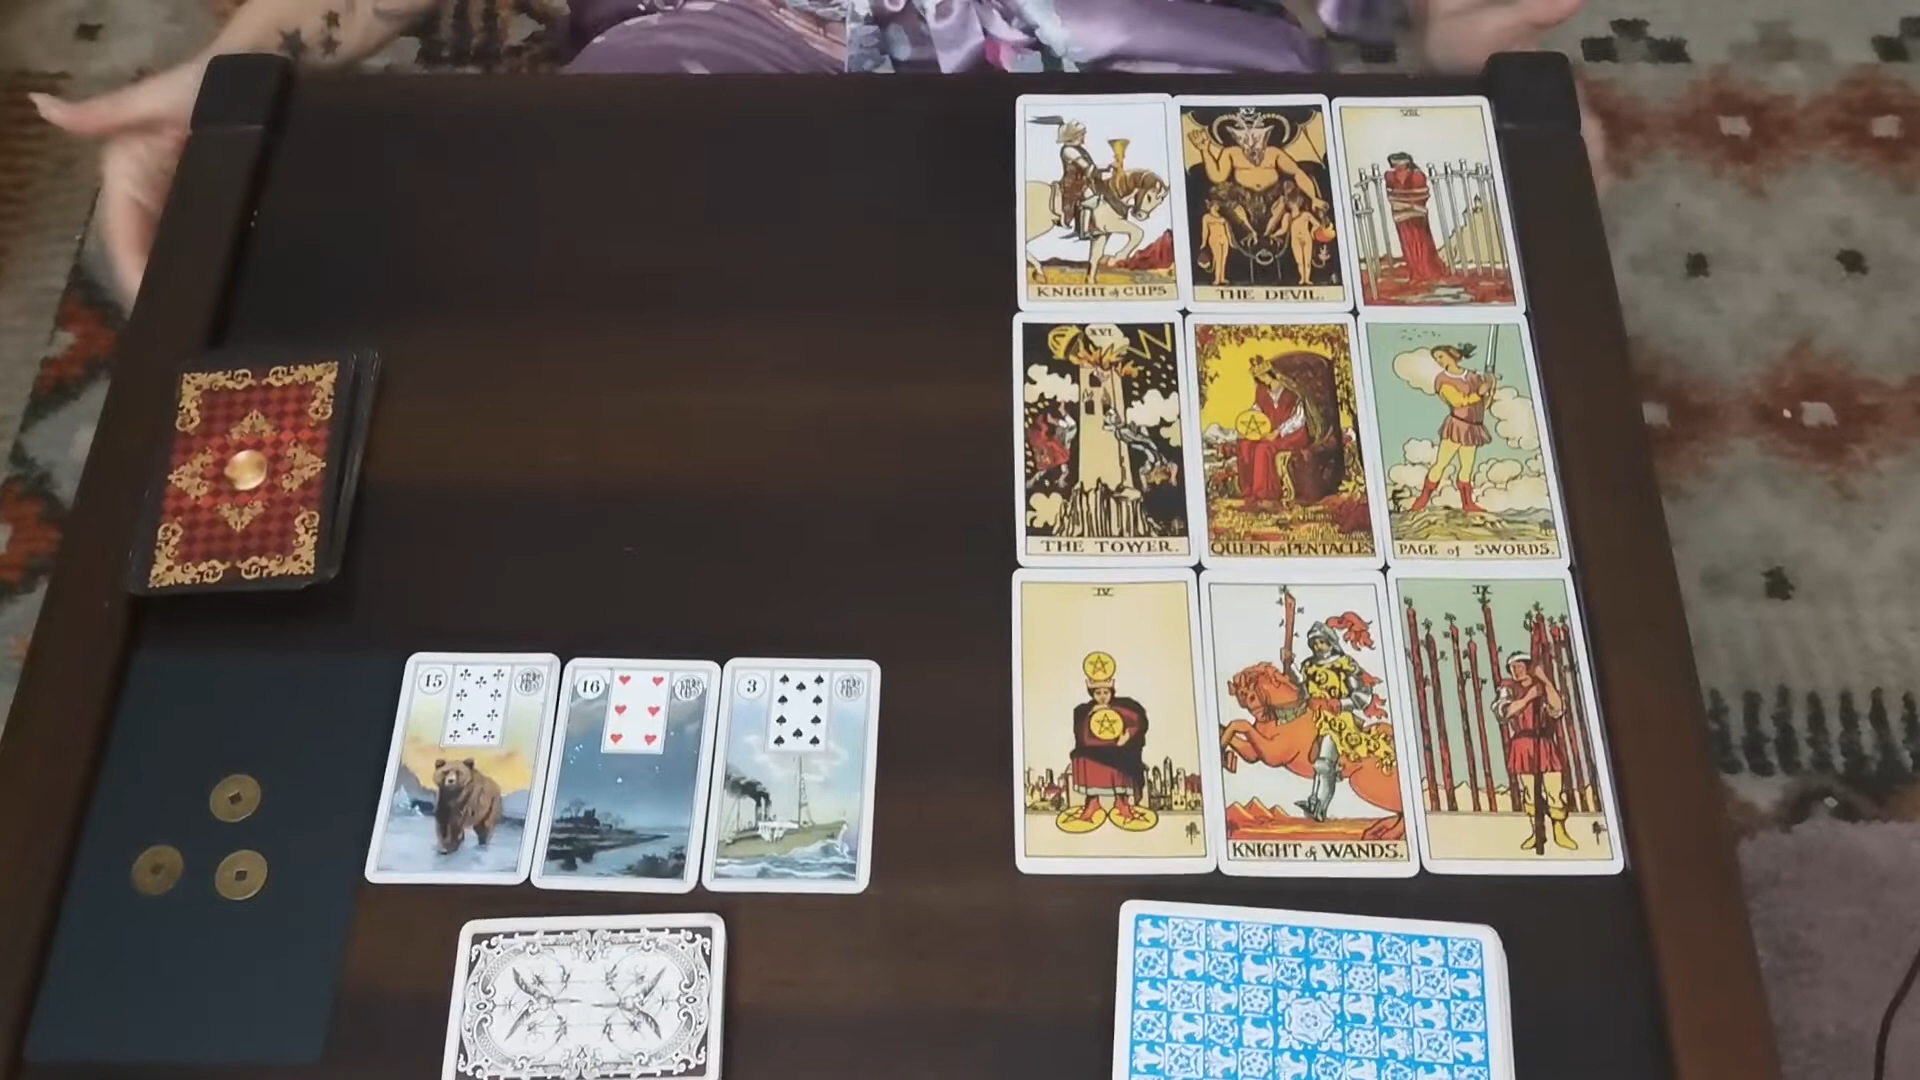 XV
VIII
KNIGHT of CUPS
THE DEVIL.
XVI
THE TOWER.
QUEEN of PENTACLES
PAGE of SWORDS.
IV
IX
KNIGHT of WANDS.
15
16
3